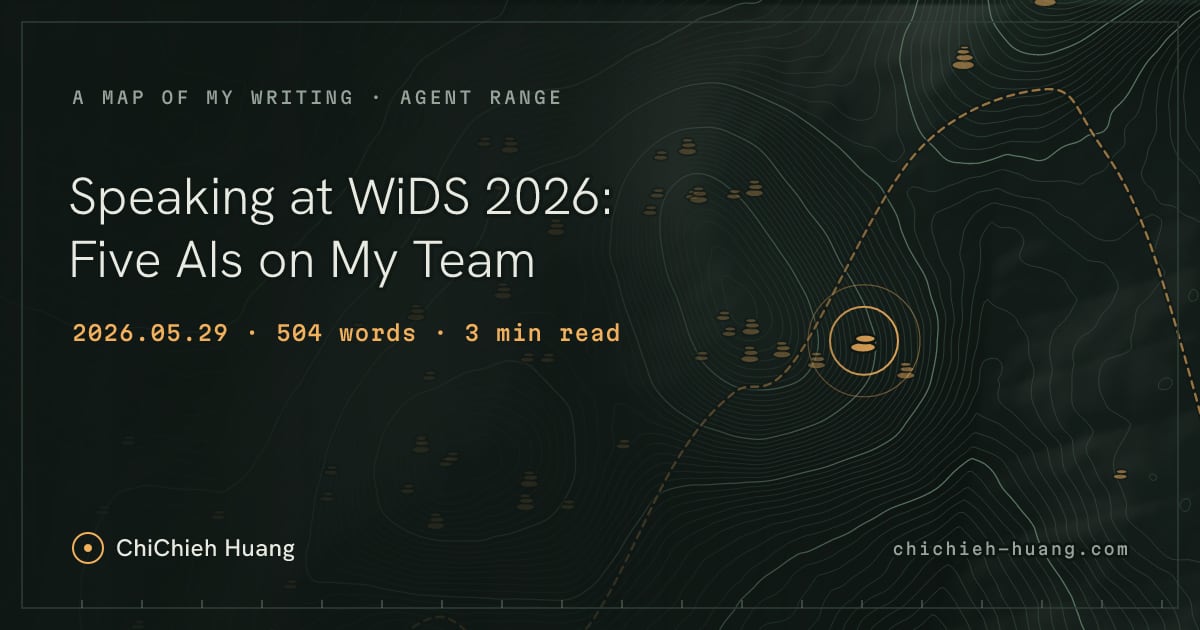 A MAP OF MY WRITING · AGENT RANGE
Speaking at WiDS 2026:
Five AIs on My Team
2026.05.29 · 504 words · 3 min read
ChiChieh Huang
chichieh-huang.com